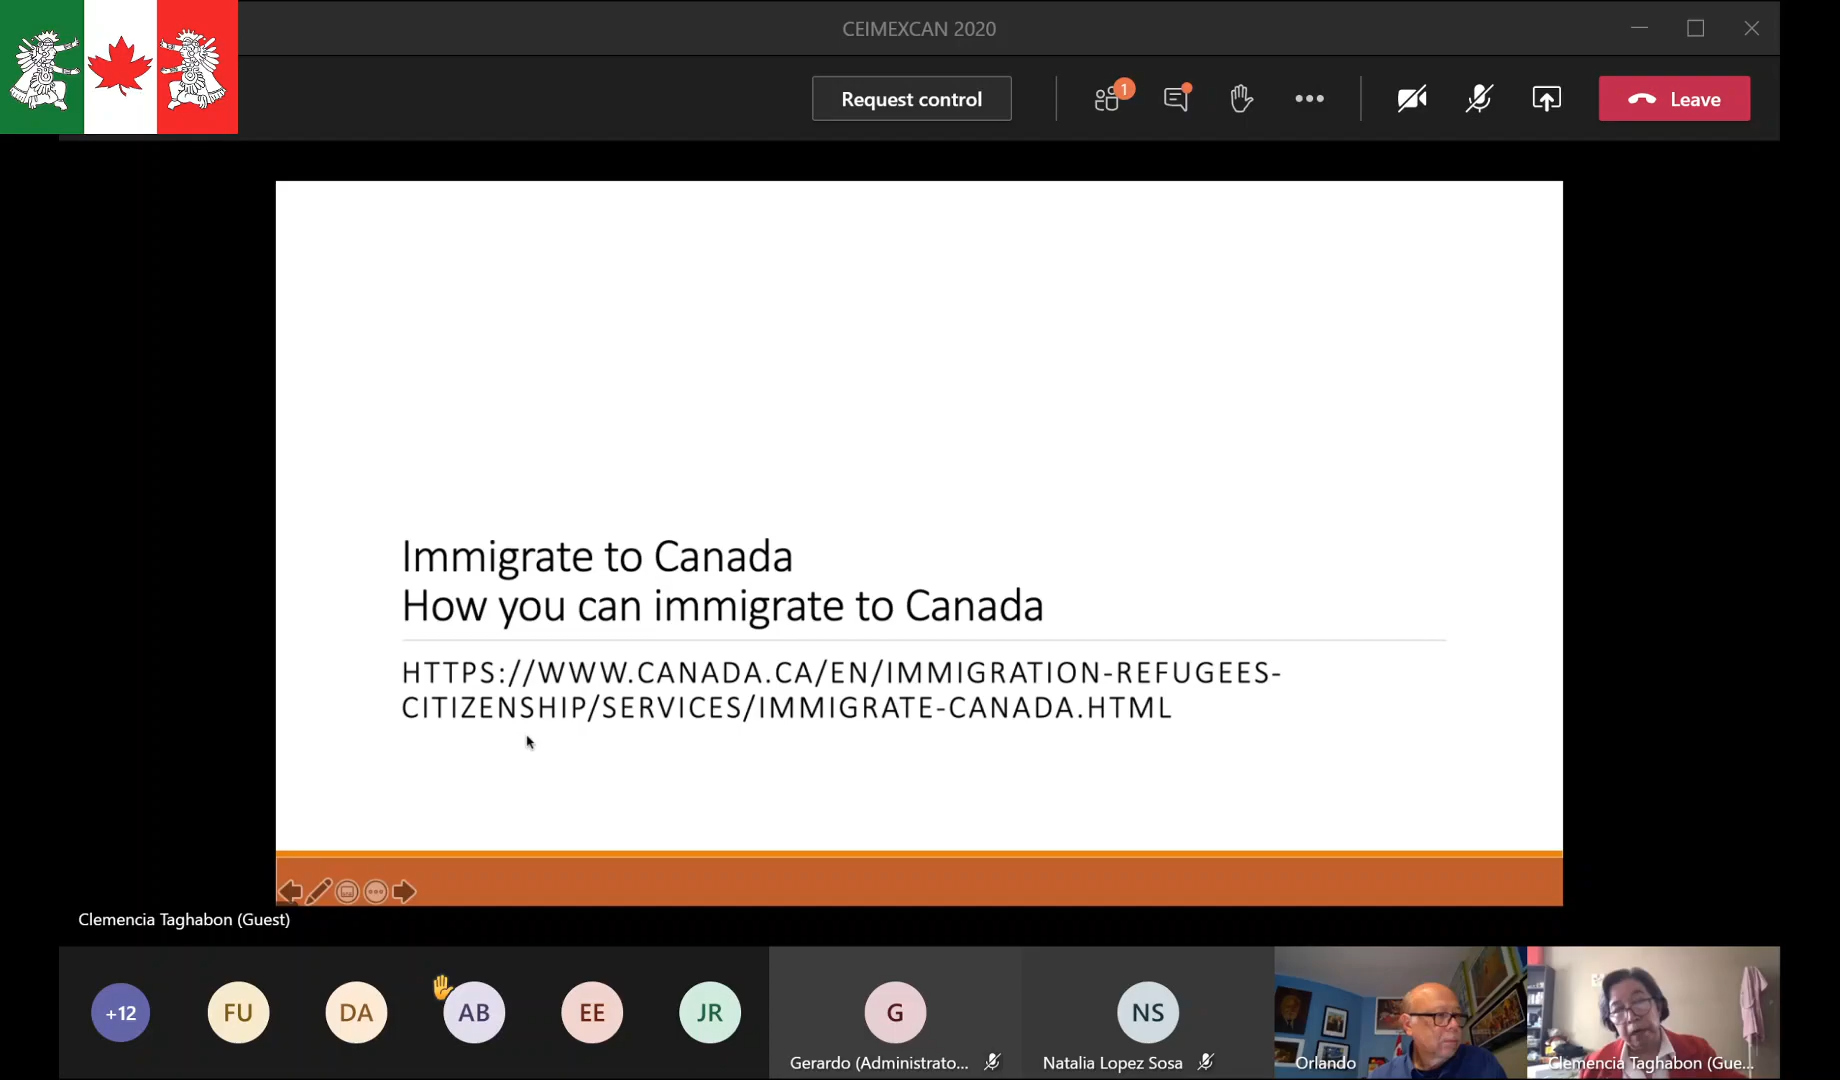 CEIMEXCAN 2020
Request control
1
Leave
Immigrate to Canada
How you can immigrate to Canada
HTTPS://WWW.CANADA.CA/EN/IMMIGRATION-REFUGEES-
CITIZENSHIP/SERVICES/IMMIGRATE-CANADA.HTML
Clemencia Taghabon (Guest)
+12
FU
DA
AB
EE
JR
G
NS
Gerardo (Administrato...
Natalia Lopez Sosa
Orlando
Clemencia Taghabon (Gue...